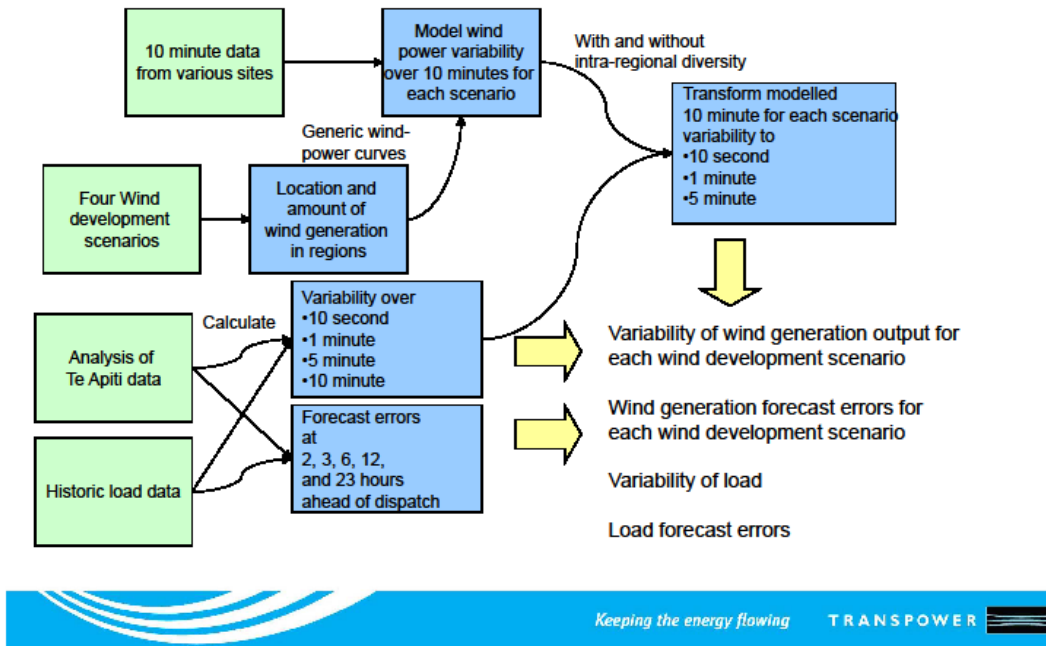 10 minute data
from various sites
Model wind
power variability
over 10 minutes for
each scenario
With and without
intra-regional diversity
Transform modelled
10 minute for each scenario
variability to
•10 second
•1 minute
•5 minute
Generic wind-
power curves
Four Wind
development
scenarios
Location and
amount of
wind generation
in regions
Calculate
Analysis of
Te Apiti data
Variability over
•10 second
•1 minute
•5 minute
•10 minute
Historic load data
Forecast errors
at
2, 3, 6, 12,
and 23 hours
ahead of dispatch
Variability of wind generation output for
each wind development scenario
Wind generation forecast errors for
each wind development scenario
Variability of load
Load forecast errors
Keeping the energy flowing
TRANSPOWER